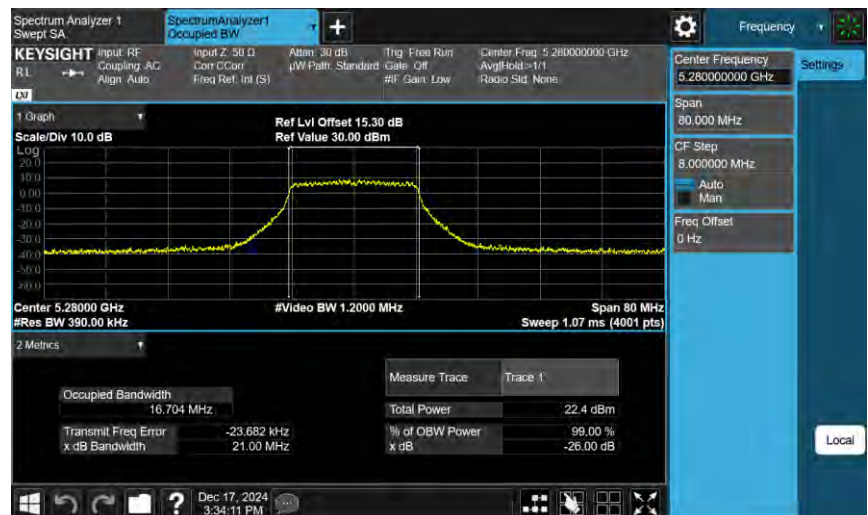 Spectrum Analyzer 1
Swept SA
SpectrumAnalyzer1
Occupied BW
Frequency
KEYSIGHT
RL
LXI
Input: RF
Coupling: AC
Align: Auto
Input Z: 50 Ω
Corr CCorr
Freq Ref: Int (S)
Atten: 30 dB
µW Path: Standard
Trig: Free Run
Gate: Off
#IF Gain: Low
Center Freq: 5.280000000 GHz
Avg|Hold:>1/1
Radio Std: None
1 Graph
Scale/Div 10.0 dB
Ref Lvl Offset 15.30 dB
Ref Value 30.00 dBm
Log
20.0
10.0
0.00
-10.0
-20.0
-30.0
-40.0
-50.0
-60.0
Center 5.28000 GHz
#Res BW 390.00 kHz
#Video BW 1.2000 MHz
Span 80 MHz
Sweep 1.07 ms (4001 pts)
2 Metrics
Measure Trace Trace 1
Occupied Bandwidth
16.704 MHz
Total Power 22.4 dBm
Transmit Freq Error -23.682 kHz
% of OBW Power 99.00 %
x dB Bandwidth 21.00 MHz
x dB -26.00 dB
Center Frequency
5.280000000 GHz
Settings
Span
80.000 MHz
CF Step
8.000000 MHz
Auto
Man
Freq Offset
0 Hz
Local
?
Dec 17, 2024
3:34:11 PM